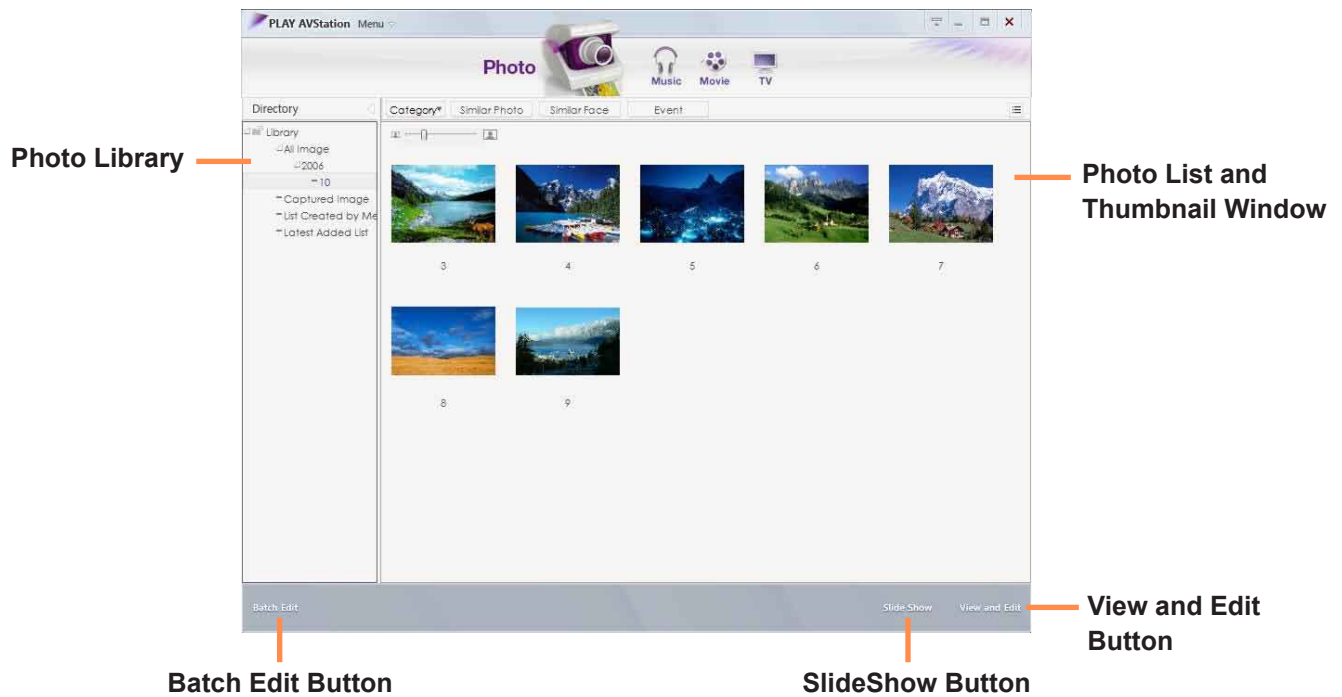 PLAY AVStation Menu
Photo
Music Movie TV
Directory
Category* Similar Photo Similar Face Event
Library
All Image
2006
10
Captured Image
List Created by Me
Latest Added List
3 4 5 6 7
8 9
Batch Edit
Slide Show View and Edit
Photo Library
Photo List and
Thumbnail Window
View and Edit
Button
Batch Edit Button
SlideShow Button